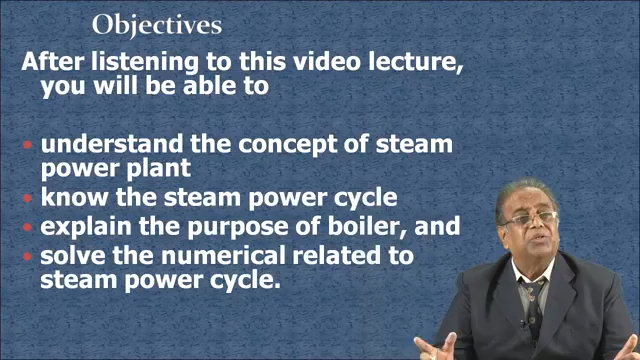 Objectives
After listening to this video lecture,
you will be able to
• understand the concept of steam
power plant
• know the steam power cycle
• explain the purpose of boiler, and
• solve the numerical related to
steam power cycle.